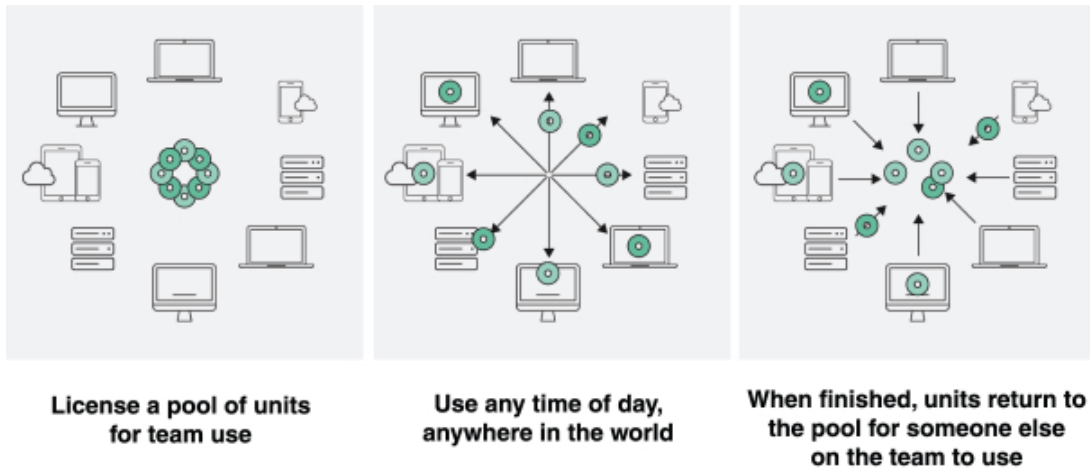 License a pool of units
for team use
Use any time of day,
anywhere in the world
When finished, units return to
the pool for someone else
on the team to use